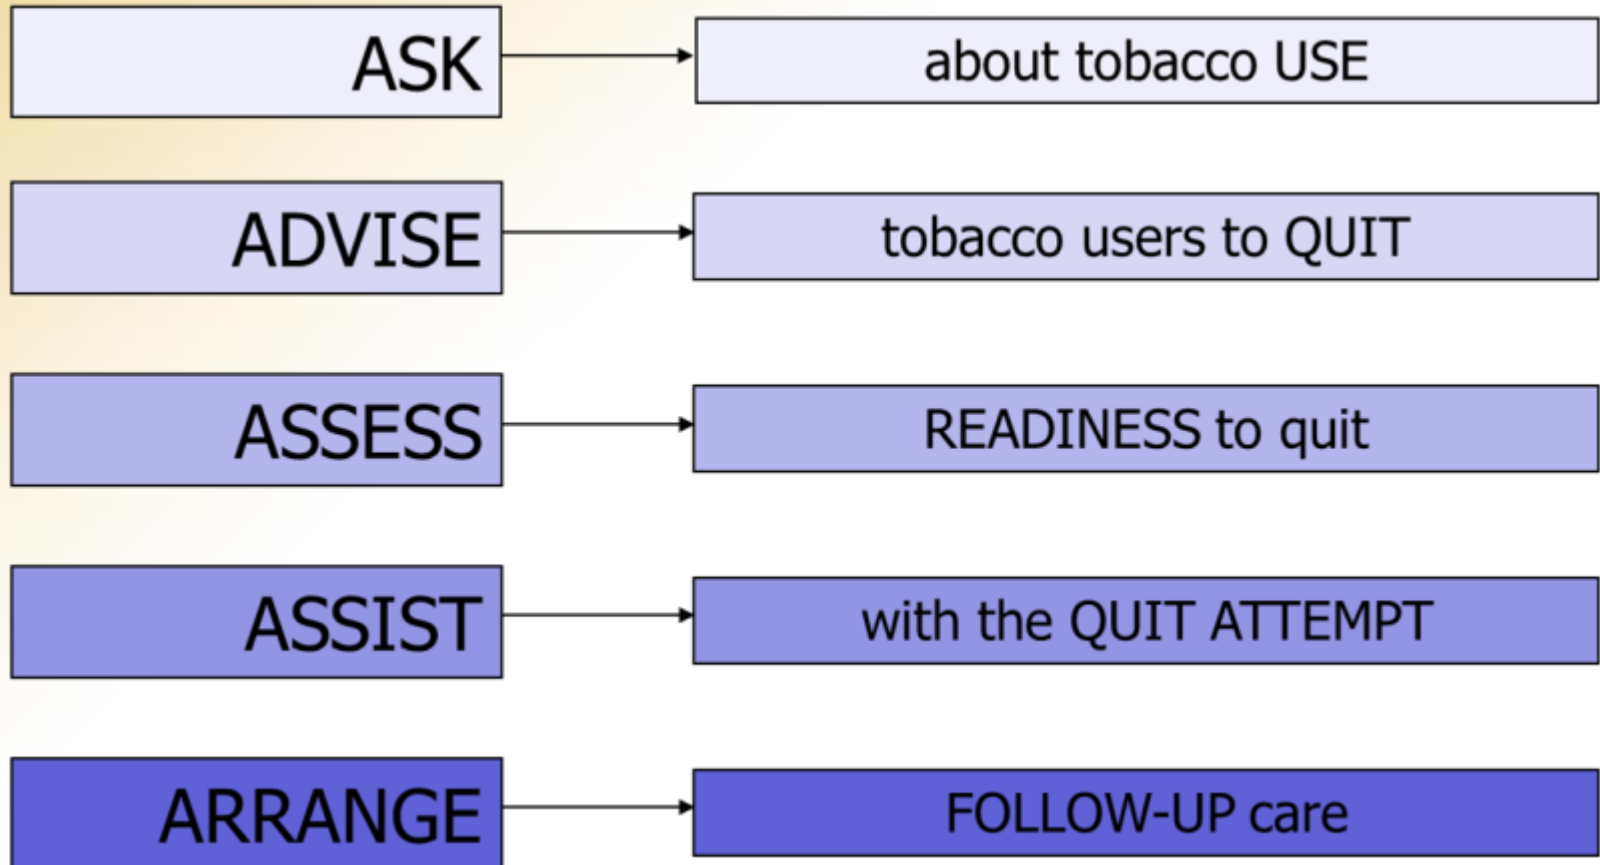 ASK
about tobacco USE
ADVISE
tobacco users to QUIT
ASSESS
READINESS to quit
ASSIST
with the QUIT ATTEMPT
ARRANGE
FOLLOW-UP care